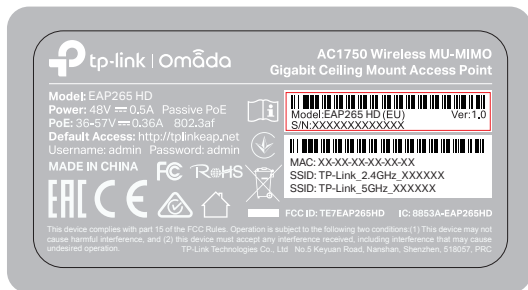 tp-link | Omada
AC1750 Wireless MU-MIMO
Gigabit Ceiling Mount Access Point
Model: EAP265 HD
Power: 48V ⎓ 0.5A Passive PoE
PoE: 36-57V ⎓ 0.36A 802.3af
Default Access: http://tplinkeap.net
Username: admin Password: admin
MADE IN CHINA
FC RoHS
EAC CE
Model:EAP265 HD (EU) Ver:1.0
S/N:XXXXXXXXXXXXX
MAC: XX-XX-XX-XX-XX-XX
SSID: TP-Link_2.4GHz_XXXXXX
SSID: TP-Link_5GHz_XXXXXX
FCC ID: TE7EAP265HD IC: 8853A-EAP265HD
This device complies with part 15 of the FCC Rules. Operation is subject to the following two conditions:(1) This device may not
cause harmful interference, and (2) this device must accept any interference received, including interference that may cause
undesired operation. TP-Link Technologies Co., Ltd No.5 Keyuan Road, Nanshan, Shenzhen, 518057, PRC